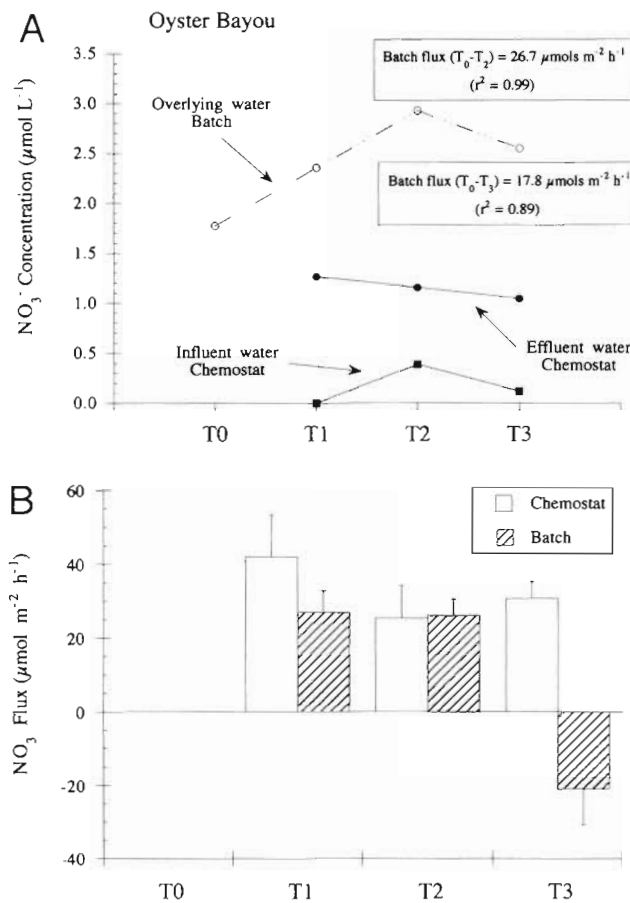 A
Oyster Bayou
NO3- Concentration (µmol L-1)
3.5
3.0
2.5
2.0
1.5
1.0
0.5
0.0
Batch flux (T0-T2) = 26.7 µmols m-2 h-1
(r2 = 0.99)
Overlying water
Batch
Batch flux (T0-T3) = 17.8 µmols m-2 h-1
(r2 = 0.89)
Influent water
Chemostat
Effluent water
Chemostat
T0 T1 T2 T3
B
NO3 Flux (µmol m-2 h-1)
60
40
20
0
-20
-40
Chemostat
Batch
T0 T1 T2 T3